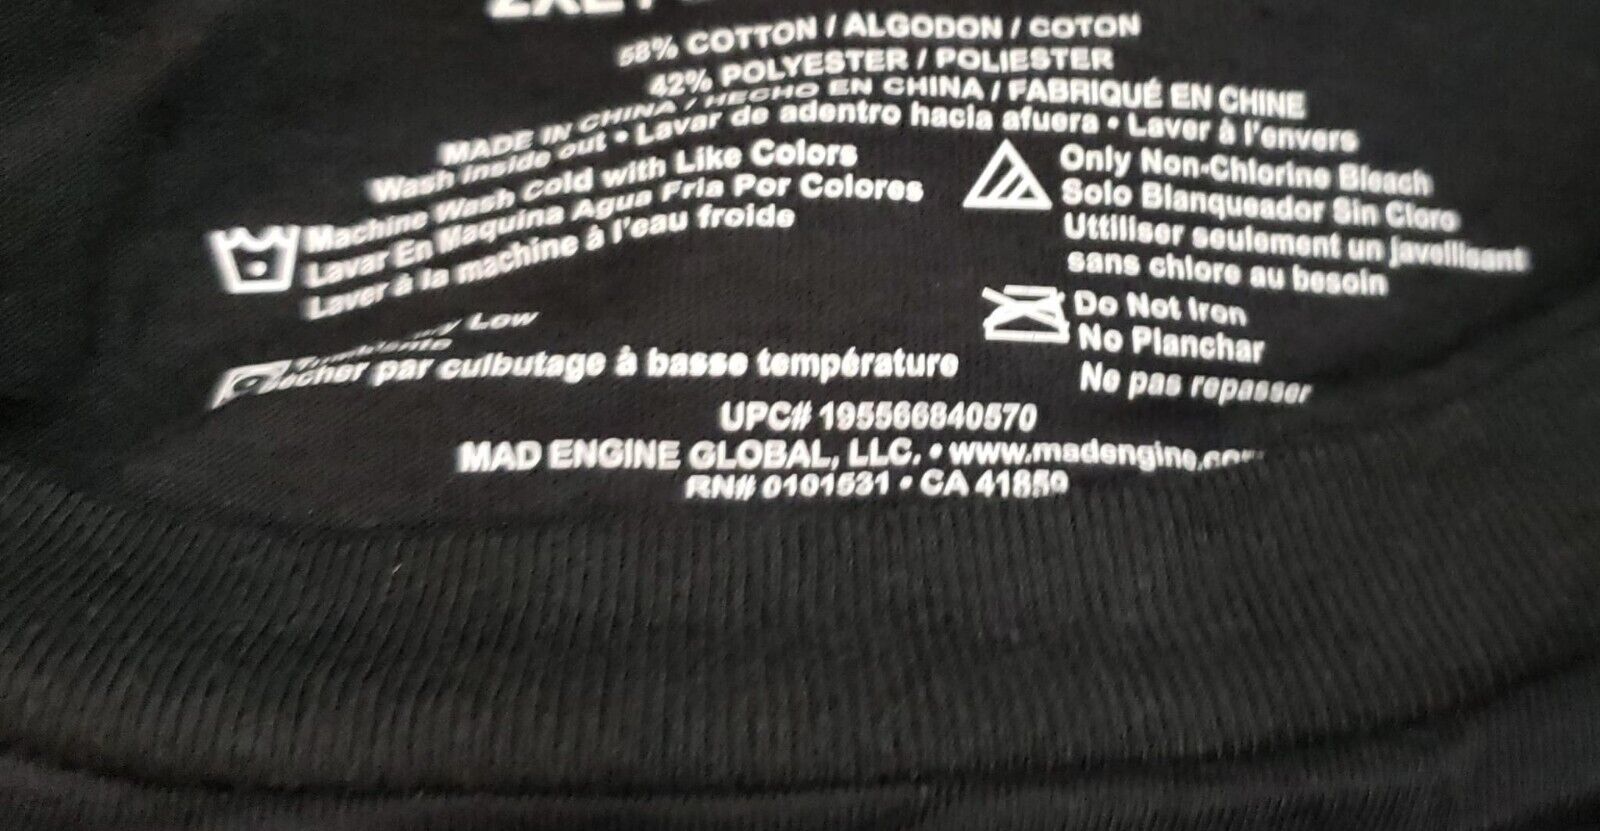 58% COTTON / ALGODON / COTON
42% POLYESTER / POLIESTER
MADE IN CHINA / HECHO EN CHINA / FABRIQUÉ EN CHINE
Wash inside out • Lavar de adentro hacia afuera • Laver à l'envers
Machine Wash Cold with Like Colors
Lavar En Maquina Agua Fria Por Colores
Laver à la machine à l'eau froide
Only Non-Chlorine Bleach
Solo Blanqueador Sin Cloro
Uttiliser seulement un javellisant
sans chlore au besoin
Low
Sécher par culbutage à basse température
Do Not Iron
No Planchar
Ne pas repasser
UPC# 195566840570
MAD ENGINE GLOBAL, LLC. • www.madengine.com
RN# 0101531 • CA 41859